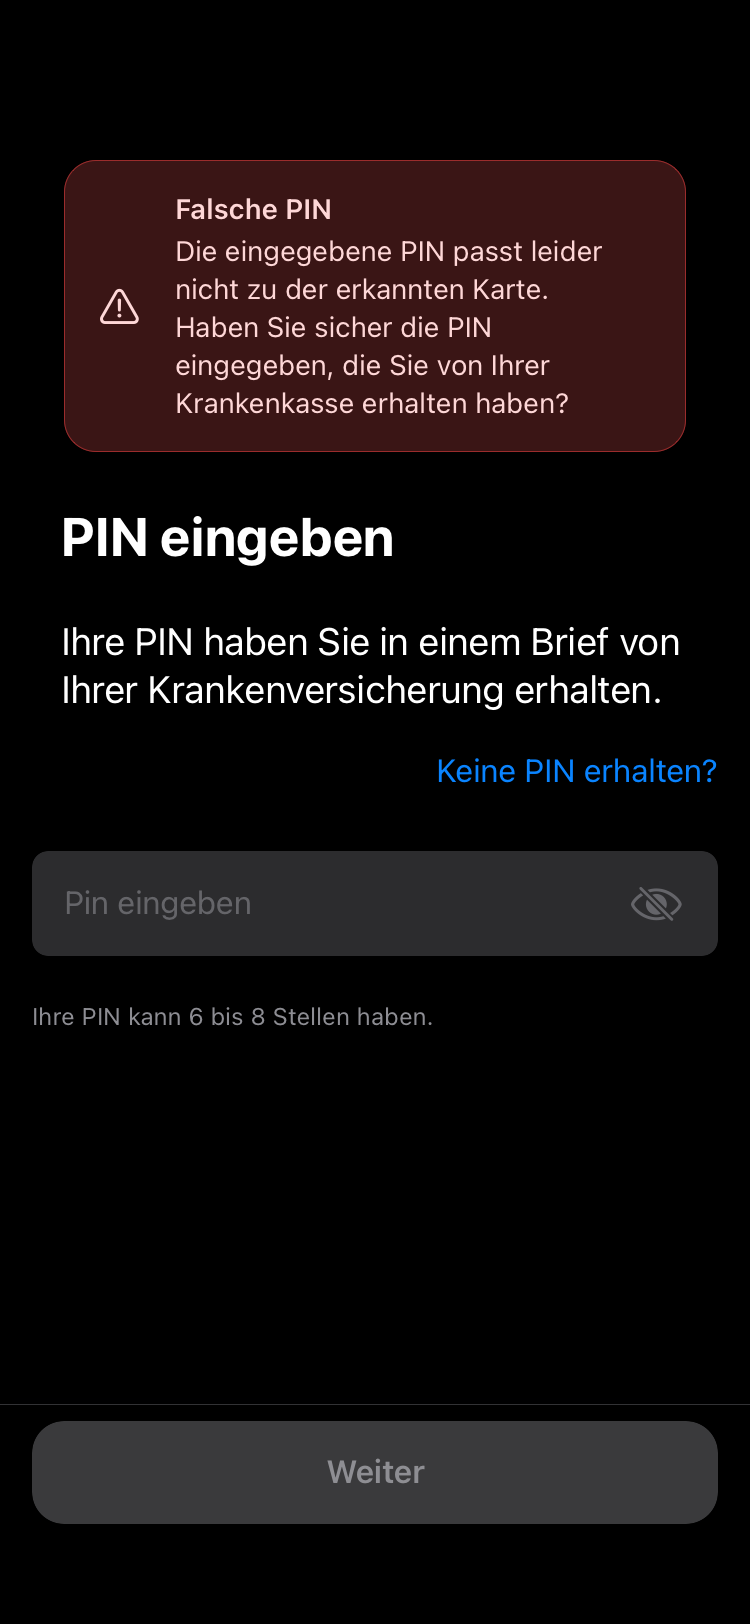 Falsche PIN
Die eingegebene PIN passt leider
nicht zu der erkannten Karte.
Haben Sie sicher die PIN
eingegeben, die Sie von Ihrer
Krankenkasse erhalten haben?
PIN eingeben
Ihre PIN haben Sie in einem Brief von
Ihrer Krankenversicherung erhalten.
Keine PIN erhalten?
Pin eingeben
Ihre PIN kann 6 bis 8 Stellen haben.
Weiter